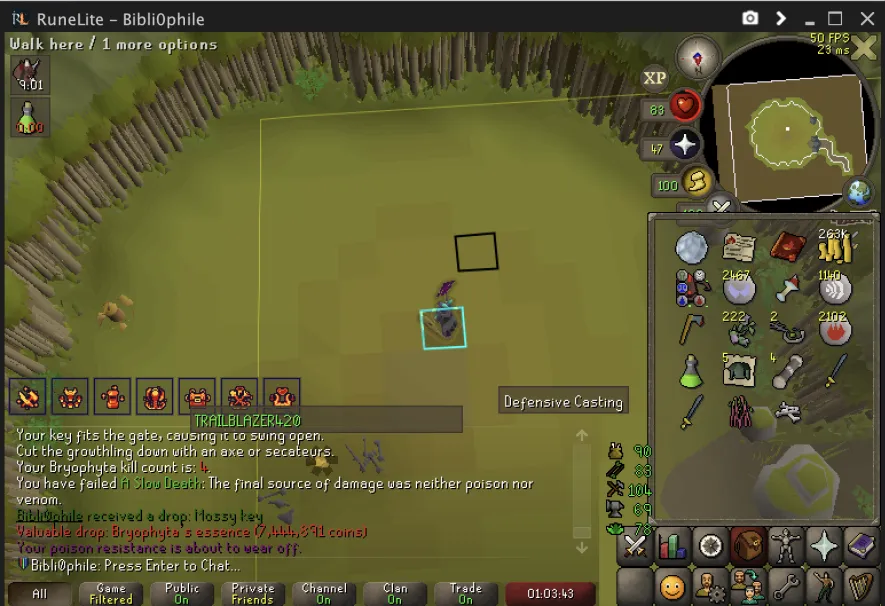 RuneLite - Bibli0phile
Walk here / 1 more options
50 FPS
23 ms
9:01
0:00
XP
83
47
100
263K
2467
1140
222
2
2102
5
4
Defensive Casting
TRAILBLAZER420
Your key fits the gate, causing it to swing open.
Cut the growthling down with an axe or secateurs.
Your Bryophyta kill count is: 4.
You have failed A Slow Death: The final source of damage was neither poison nor
venom.
Bibli0phile received a drop: Mossy key
Valuable drop: Bryophyta's essence (7,444,891 coins)
Your poison resistance is about to wear off.
Bibli0phile: Press Enter to Chat...
90
83
104
69
78
All
Game
Filtered
Public
On
Private
Friends
Channel
On
Clan
On
Trade
On
01:03:43